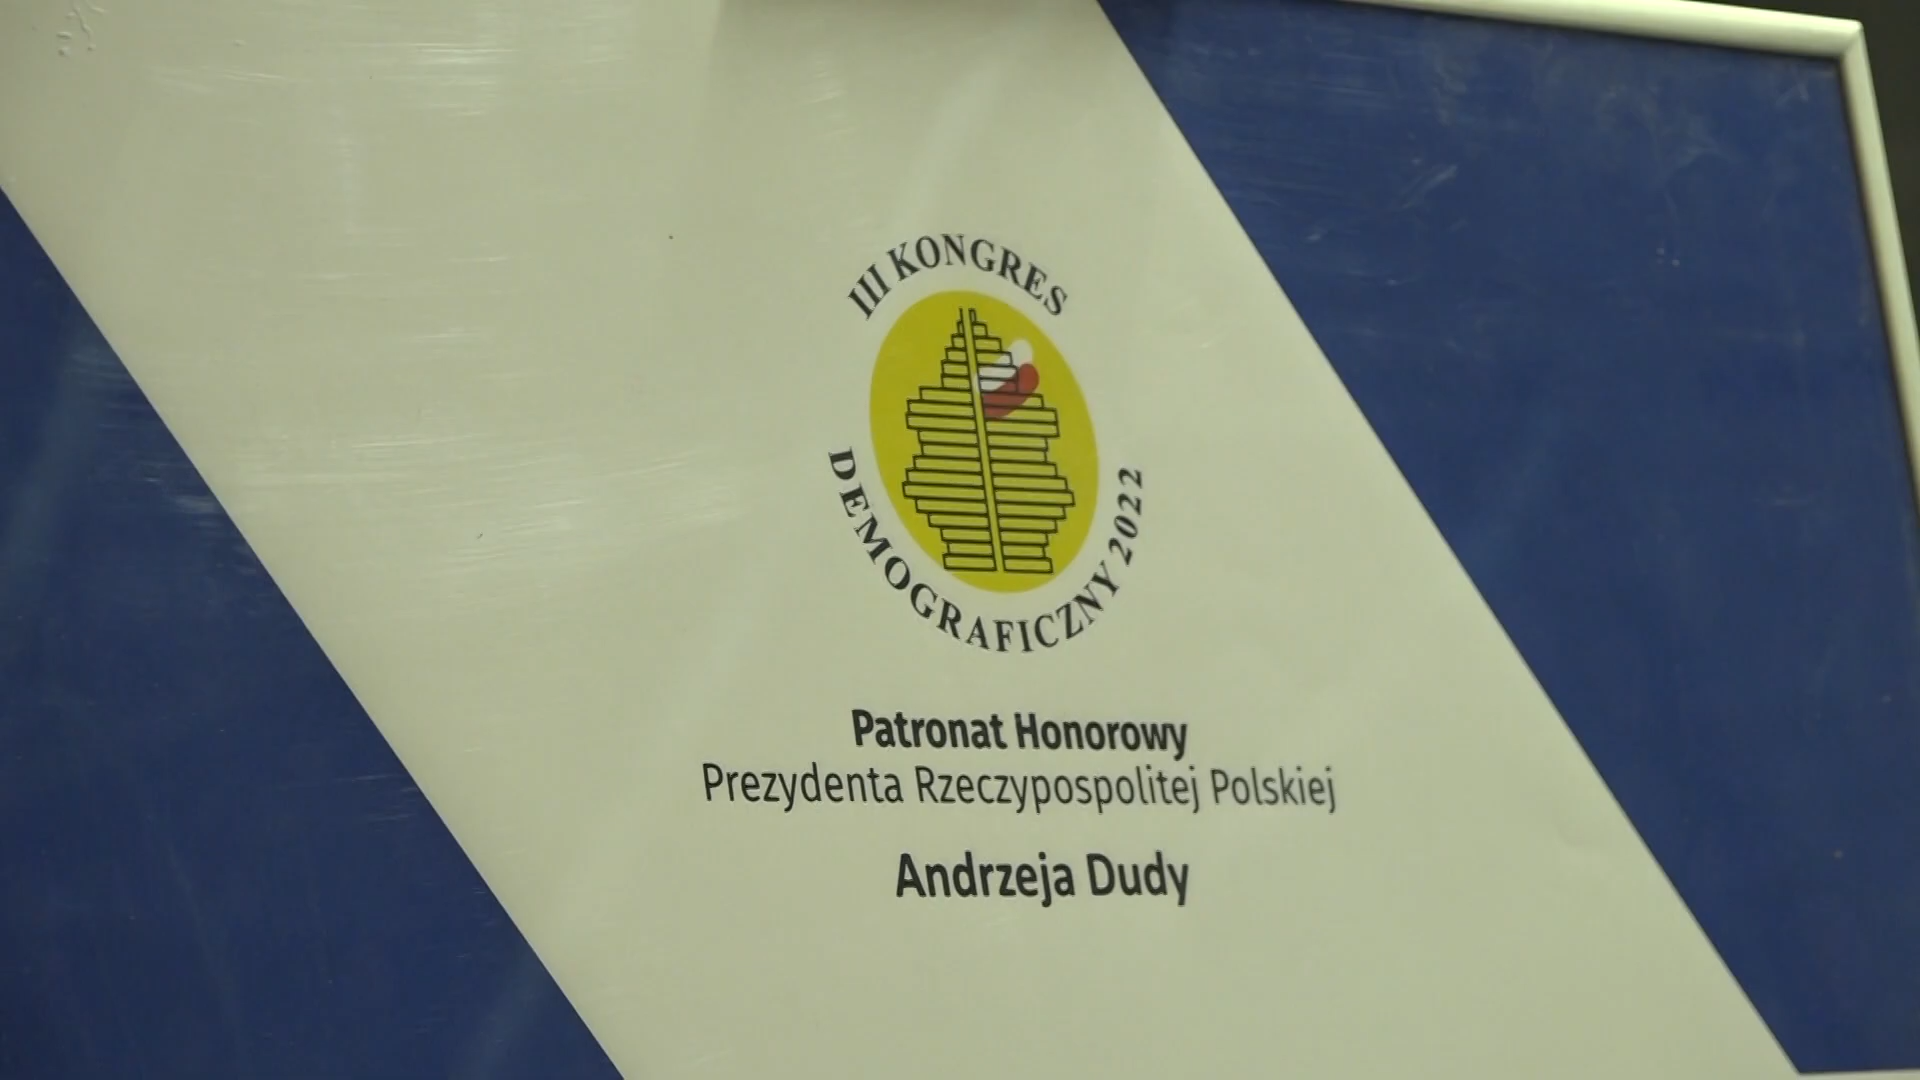 III KONGRES
DEMOGRAFICZNY 2022
Patronat Honorowy
Prezydenta Rzeczypospolitej Polskiej
Andrzeja Dudy